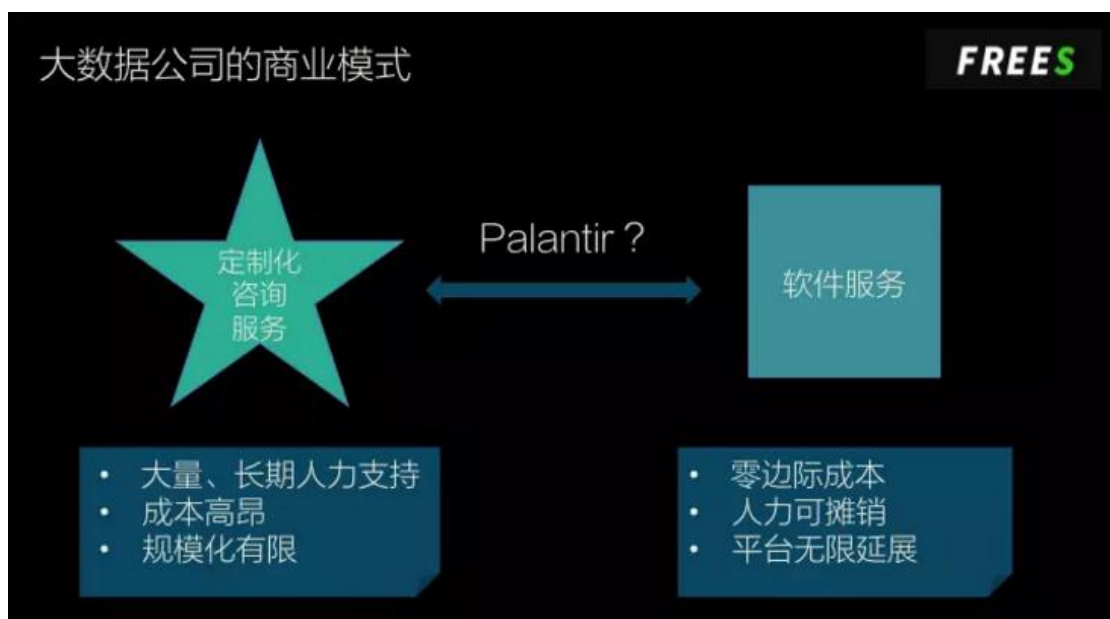 大数据公司的商业模式
FREES
定制化
咨询
服务
Palantir？
软件服务
• 大量、长期人力支持
• 成本高昂
• 规模化有限
• 零边际成本
• 人力可摊销
• 平台无限延展